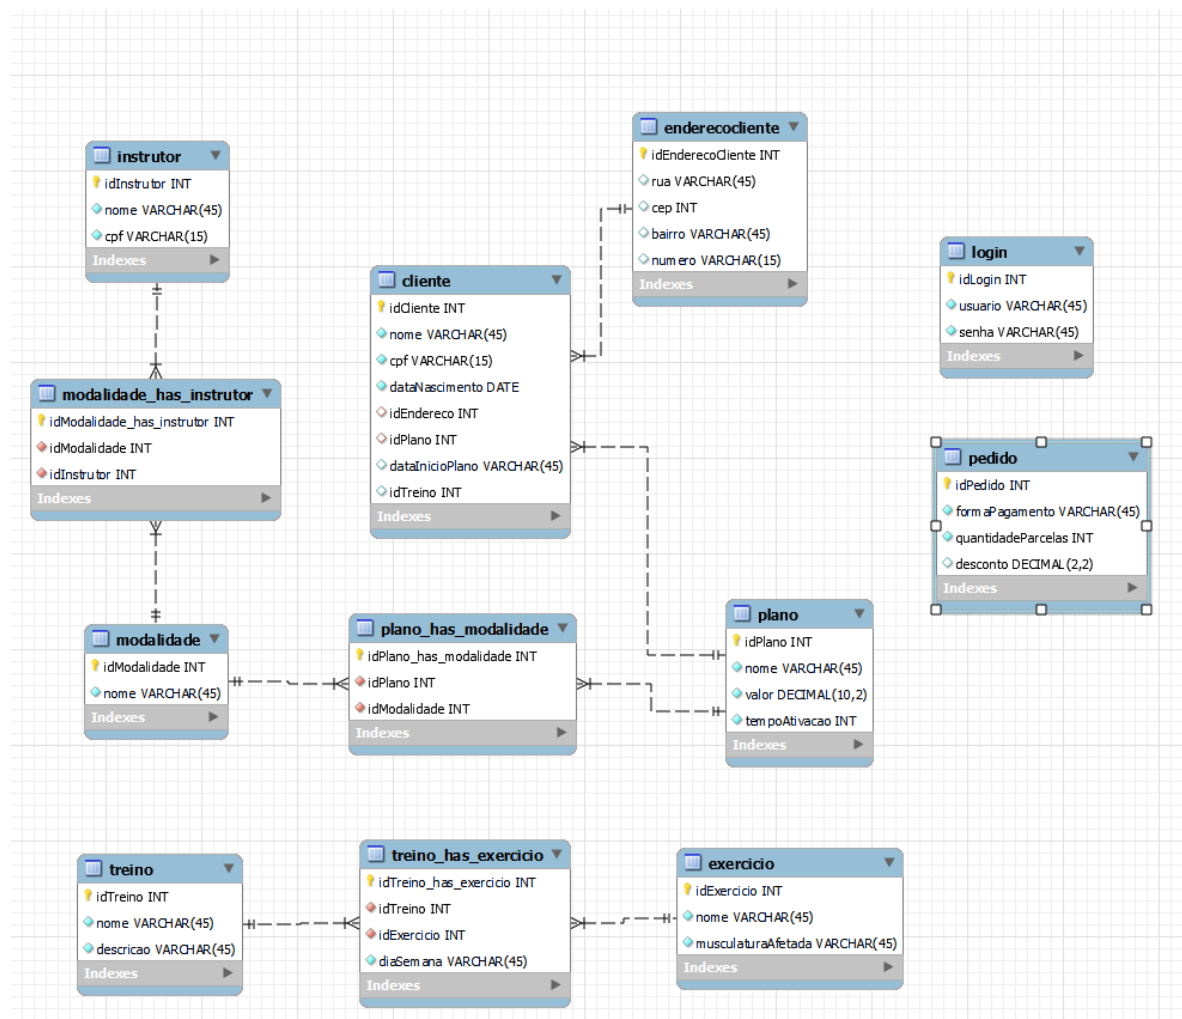 instrutor
idInstrutor INT
nome VARCHAR(45)
cpf VARCHAR(15)
Indexes
enderecocliente
idEnderecoCliente INT
rua VARCHAR(45)
cep INT
bairro VARCHAR(45)
numero VARCHAR(15)
Indexes
login
idLogin INT
usuario VARCHAR(45)
senha VARCHAR(45)
Indexes
cliente
idCliente INT
nome VARCHAR(45)
cpf VARCHAR(15)
dataNascimento DATE
idEndereco INT
idPlano INT
dataInicioPlano VARCHAR(45)
idTreino INT
Indexes
modalidade_has_instrutor
idModalidade_has_instrutor INT
idModalidade INT
idInstrutor INT
Indexes
pedido
idPedido INT
formaPagamento VARCHAR(45)
quantidadeParcelas INT
desconto DECIMAL(2,2)
Indexes
modalidade
idModalidade INT
nome VARCHAR(45)
Indexes
plano_has_modalidade
idPlano_has_modalidade INT
idPlano INT
idModalidade INT
Indexes
plano
idPlano INT
nome VARCHAR(45)
valor DECIMAL(10,2)
tempoAtivacao INT
Indexes
treino
idTreino INT
nome VARCHAR(45)
descricao VARCHAR(45)
Indexes
treino_has_exercicio
idTreino_has_exercicio INT
idTreino INT
idExercicio INT
diaSemana VARCHAR(45)
Indexes
exercicio
idExercicio INT
nome VARCHAR(45)
musculaturaAfetada VARCHAR(45)
Indexes